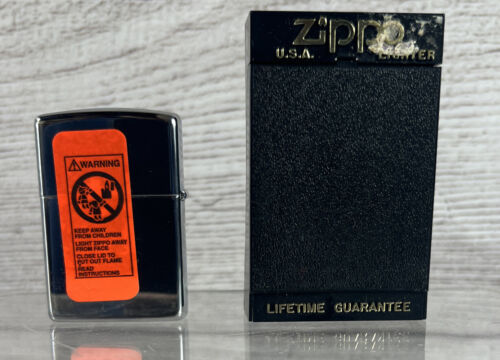 Zippo
U.S.A. LIGHTER
⚠WARNING
KEEP AWAY
FROM CHILDREN
LIGHT ZIPPO AWAY
FROM FACE
CLOSE LID TO
PUT OUT FLAME
READ
INSTRUCTIONS
LIFETIME GUARANTEE